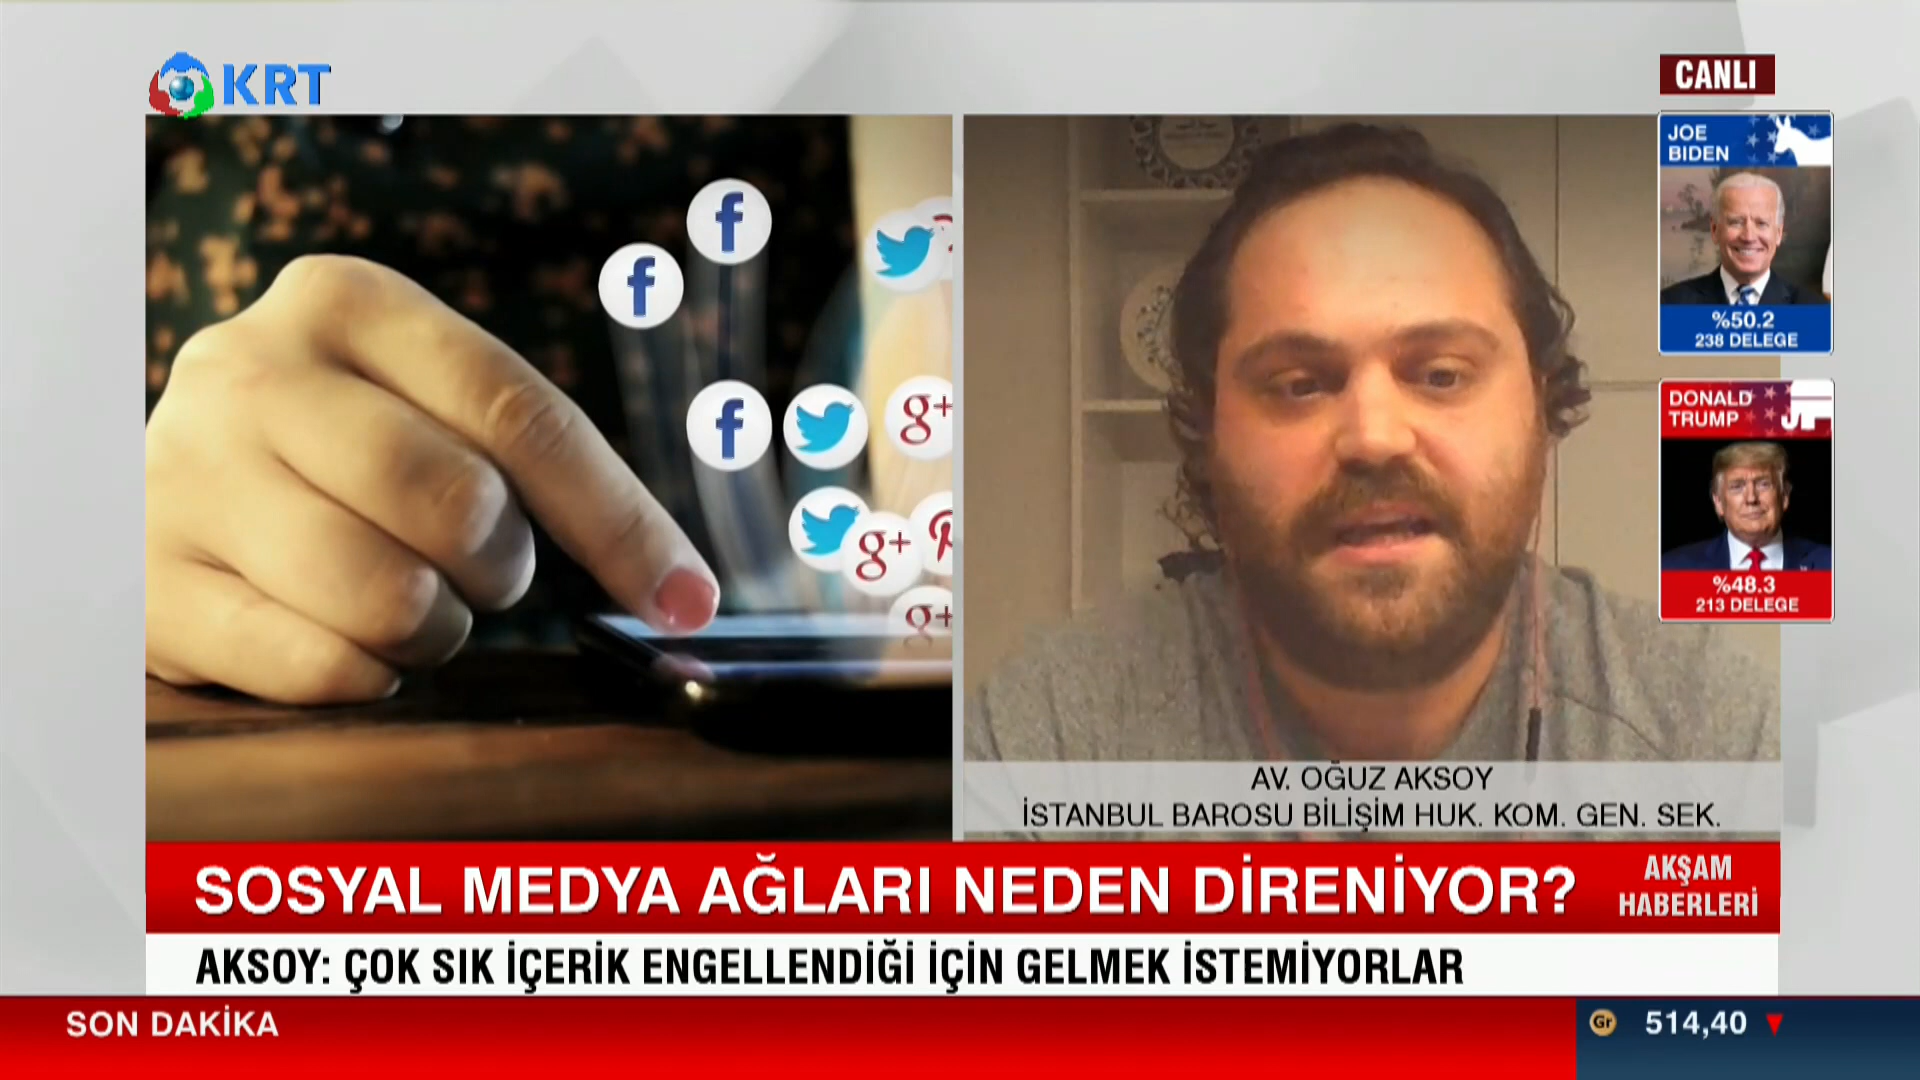 KRT
CANLI
JOE
BIDEN
%50.2
238 DELEGE
DONALD
TRUMP
%48.3
213 DELEGE
AV. OĞUZ AKSOY
İSTANBUL BAROSU BİLİŞİM HUK. KOM. GEN. SEK.
SOSYAL MEDYA AĞLARI NEDEN DİRENİYOR?
AKŞAM
HABERLERİ
AKSOY: ÇOK SIK İÇERİK ENGELLENDİĞİ İÇİN GELMEK İSTEMİYORLAR
SON DAKİKA
Gr 514,40
f
f
f
g+
g+
g+